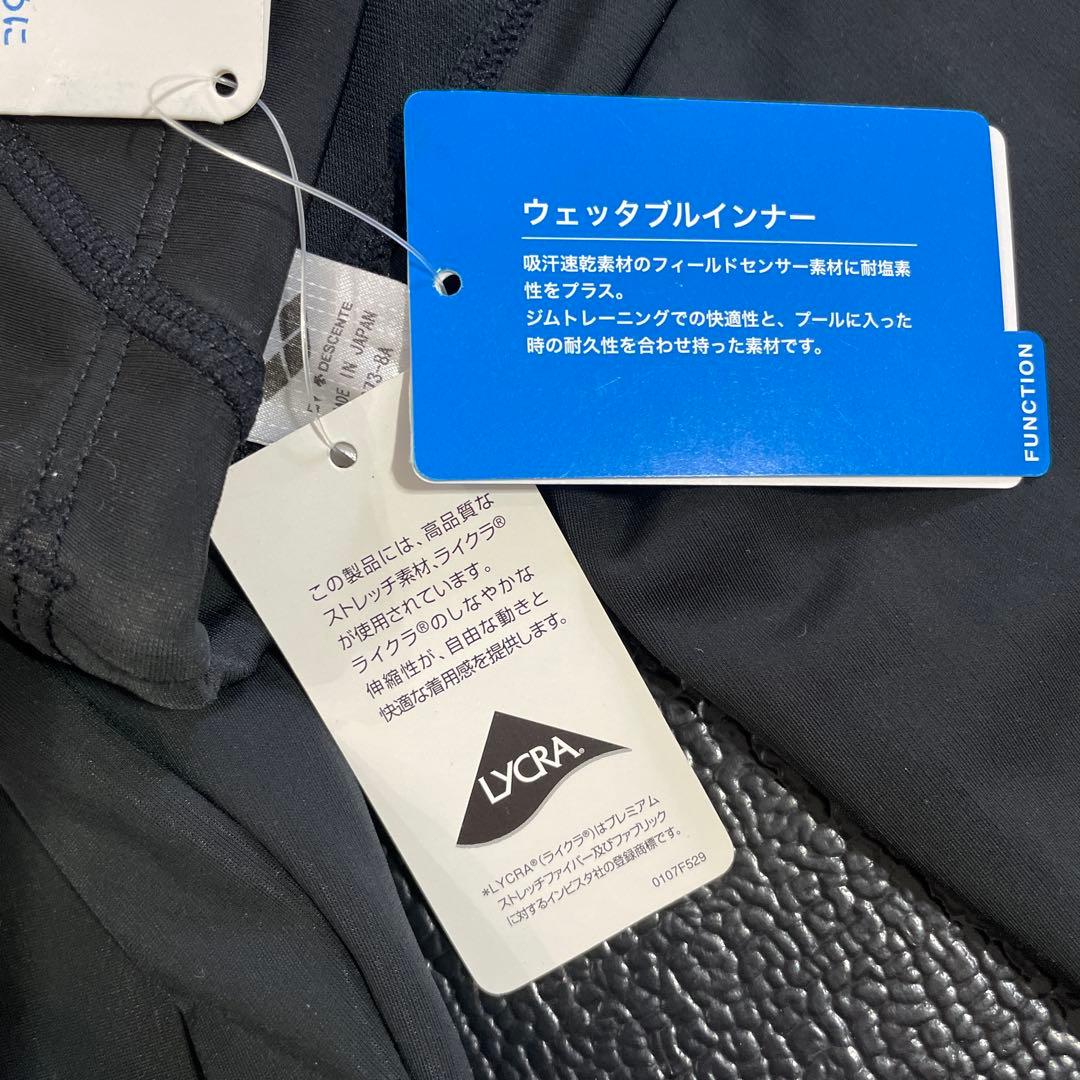 ウェッタブルインナー
吸汗速乾素材のフィールドセンサー素材に耐塩素
性をプラス。
ジムトレーニングでの快適性と、プールに入った
時の耐久性を合わせ持った素材です。
FUNCTION
DESCENTE
IN JAPAN
73-8A
この製品には、高品質な
ストレッチ素材、ライクラ®
が使用されています。
ライクラ®のしなやかな
伸縮性が、自由な動きと
快適な着用感を提供します。
LYCRA®
*LYCRA®(ライクラ®)はプレミアム
ストレッチファイバー及びファブリック
に対するインビスタ社の登録商標です。
0107F529